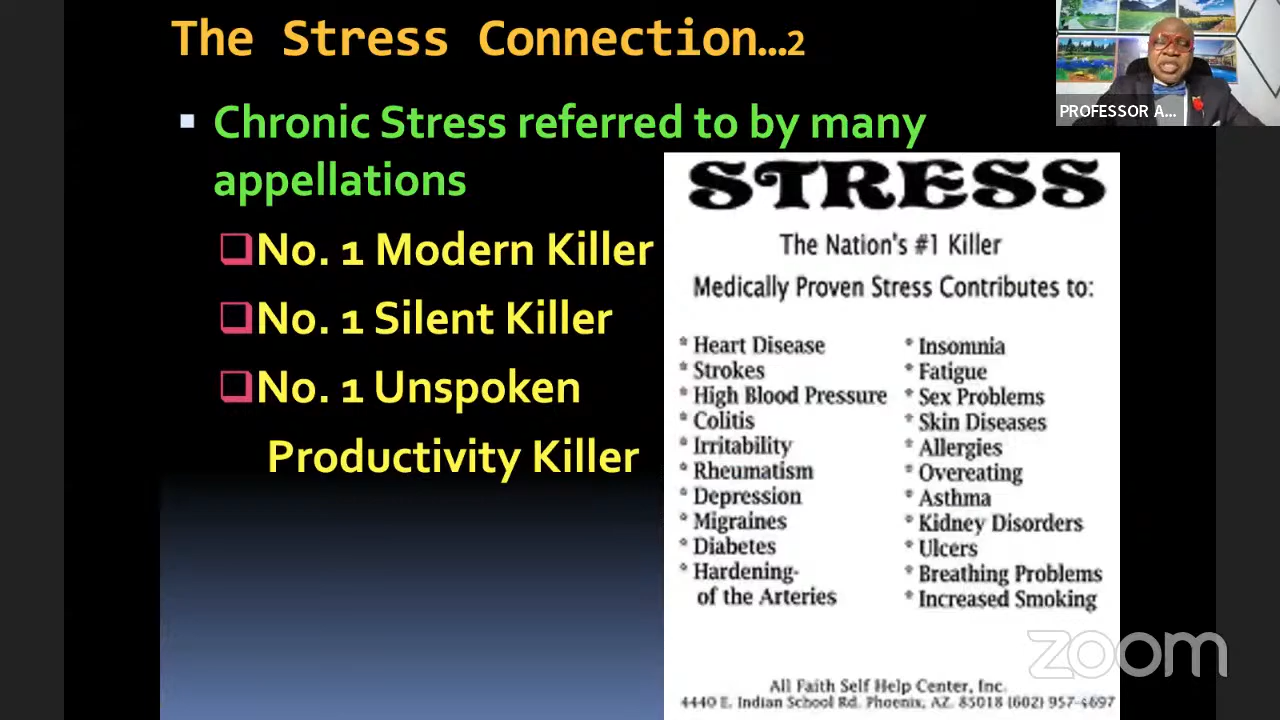 The Stress Connection…2
PROFESSOR A...
▪ Chronic Stress referred to by many
appellations
❑No. 1 Modern Killer
❑No. 1 Silent Killer
❑No. 1 Unspoken
Productivity Killer
STRESS
The Nation's #1 Killer
Medically Proven Stress Contributes to:
* Heart Disease
* Strokes
* High Blood Pressure
* Colitis
* Irritability
* Rheumatism
* Depression
* Migraines
* Diabetes
* Hardening-
of the Arteries
* Insomnia
* Fatigue
* Sex Problems
* Skin Diseases
* Allergies
* Overeating
* Asthma
* Kidney Disorders
* Ulcers
* Breathing Problems
* Increased Smoking
All Faith Self Help Center, Inc.
4440 E. Indian School Rd. Phoenix, AZ. 85018 (602) 957-4697
zoom